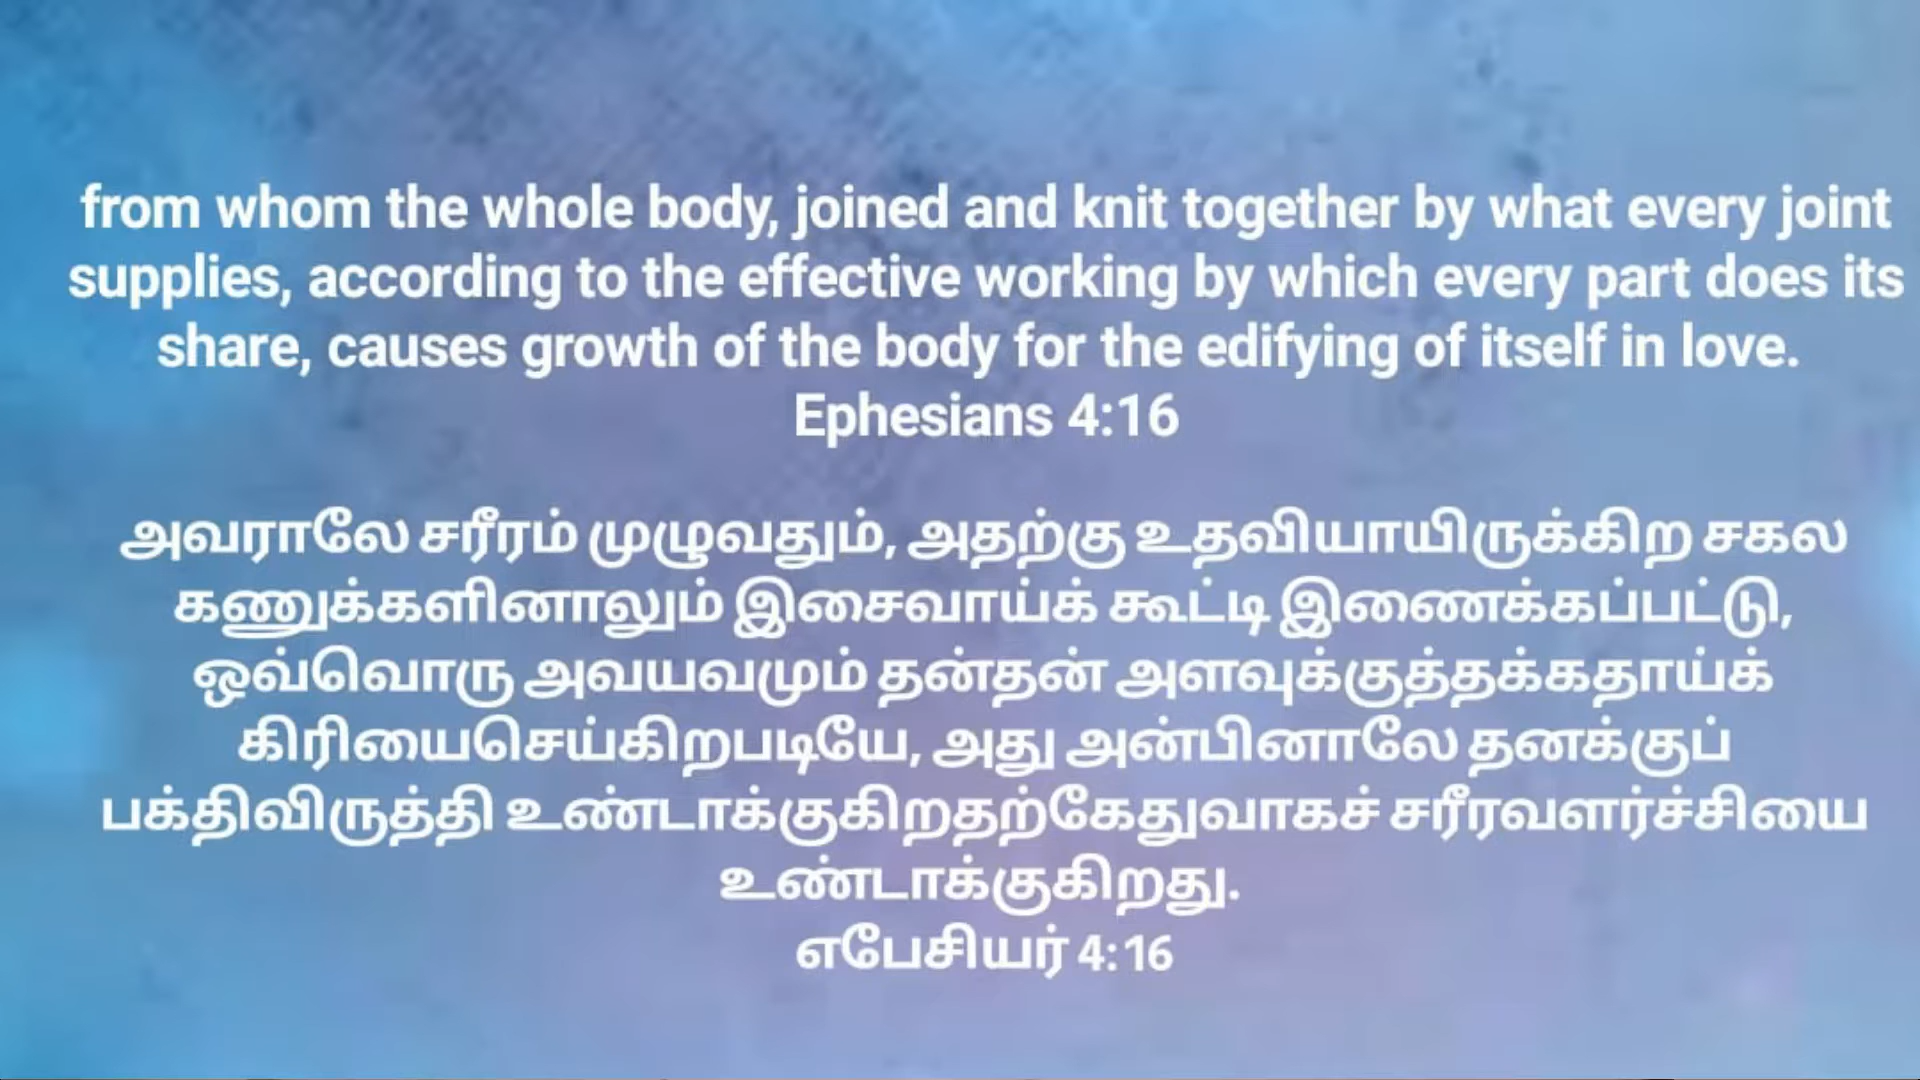 from whom the whole body, joined and knit together by what every joint
supplies, according to the effective working by which every part does its
share, causes growth of the body for the edifying of itself in love.
Ephesians 4:16
அவராலே சரீரம் முழுவதும், அதற்கு உதவியாயிருக்கிற சகல
கணுக்களினாலும் இசைவாய்க் கூட்டி இணைக்கப்பட்டு,
ஒவ்வொரு அவயவமும் தன்தன் அளவுக்குத்தக்கதாய்க்
கிரியைசெய்கிறபடியே, அது அன்பினாலே தனக்குப்
பக்திவிருத்தி உண்டாக்குகிறதற்கேதுவாகச் சரீரவளர்ச்சியை
உண்டாக்குகிறது.
எபேசியர் 4:16